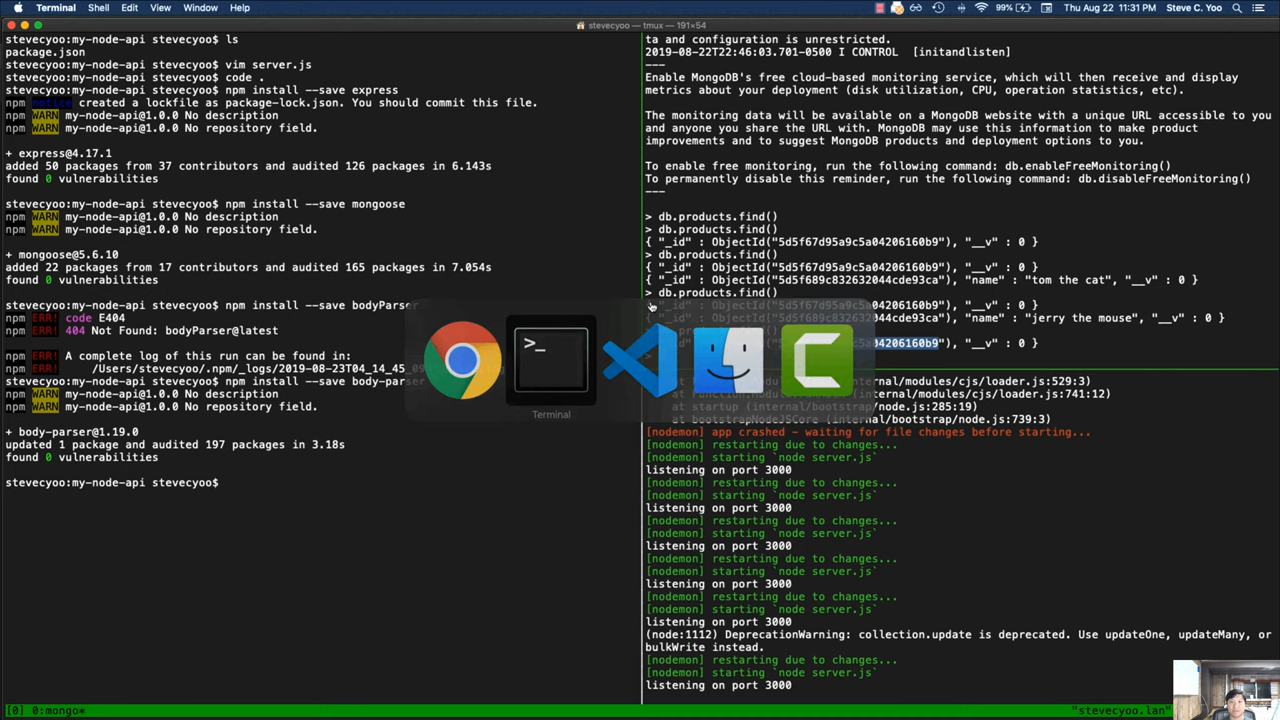 Terminal Shell Edit View Window Help 99% Thu Aug 22 11:31 PM Steve C. Yoo
stevecyoo — tmux — 191×54
stevecyoo:my-node-api stevecyoo$ ls
package.json
stevecyoo:my-node-api stevecyoo$ vim server.js
stevecyoo:my-node-api stevecyoo$ code .
stevecyoo:my-node-api stevecyoo$ npm install --save express
npm notice created a lockfile as package-lock.json. You should commit this file.
npm WARN my-node-api@1.0.0 No description
npm WARN my-node-api@1.0.0 No repository field.
+ express@4.17.1
added 50 packages from 37 contributors and audited 126 packages in 6.143s
found 0 vulnerabilities
stevecyoo:my-node-api stevecyoo$ npm install --save mongoose
npm WARN my-node-api@1.0.0 No description
npm WARN my-node-api@1.0.0 No repository field.
+ mongoose@5.6.10
added 22 packages from 17 contributors and audited 165 packages in 7.054s
found 0 vulnerabilities
stevecyoo:my-node-api stevecyoo$ npm install --save bodyParser
npm ERR! code E404
npm ERR! 404 Not Found: bodyParser@latest
npm ERR! A complete log of this run can be found in:
npm ERR! /Users/stevecyoo/.npm/_logs/2019-08-23T04_14_45_09
stevecyoo:my-node-api stevecyoo$ npm install --save body-parser
npm WARN my-node-api@1.0.0 No description
npm WARN my-node-api@1.0.0 No repository field.
+ body-parser@1.19.0
updated 1 package and audited 197 packages in 3.18s
found 0 vulnerabilities
stevecyoo:my-node-api stevecyoo$
ta and configuration is unrestricted.
2019-08-22T22:46:03.701-0500 I CONTROL [initandlisten]
---
Enable MongoDB's free cloud-based monitoring service, which will then receive and display
metrics about your deployment (disk utilization, CPU, operation statistics, etc).
The monitoring data will be available on a MongoDB website with a unique URL accessible to you
and anyone you share the URL with. MongoDB may use this information to make product
improvements and to suggest MongoDB products and deployment options to you.
To enable free monitoring, run the following command: db.enableFreeMonitoring()
To permanently disable this reminder, run the following command: db.disableFreeMonitoring()
---
> db.products.find()
> db.products.find()
{ "_id" : ObjectId("5d5f67d95a9c5a04206160b9"), "__v" : 0 }
> db.products.find()
{ "_id" : ObjectId("5d5f67d95a9c5a04206160b9"), "__v" : 0 }
{ "_id" : ObjectId("5d5f689c832632044cde93ca"), "name" : "tom the cat", "__v" : 0 }
> db.products.find()
"_id" : ObjectId("5d5f67d95a9c5a04206160b9"), "__v" : 0 }
{ "_id" : ObjectId("5d5f689c832632044cde93ca"), "name" : "jerry the mouse", "__v" : 0 }
04206160b9"), "__v" : 0 }
>
Terminal
at (internal/modules/cjs/loader.js:529:3)
at (internal/modules/cjs/loader.js:741:12)
at startup (internal/bootstrap/node.js:285:19)
at bootstrapNodeJSCore (internal/bootstrap/node.js:739:3)
[nodemon] app crashed - waiting for file changes before starting...
[nodemon] restarting due to changes...
[nodemon] starting `node server.js`
listening on port 3000
[nodemon] restarting due to changes...
[nodemon] starting `node server.js`
listening on port 3000
[nodemon] restarting due to changes...
[nodemon] starting `node server.js`
listening on port 3000
[nodemon] restarting due to changes...
[nodemon] starting `node server.js`
listening on port 3000
[nodemon] restarting due to changes...
[nodemon] starting `node server.js`
listening on port 3000
(node:1112) DeprecationWarning: collection.update is deprecated. Use updateOne, updateMany, or
bulkWrite instead.
[nodemon] restarting due to changes...
[nodemon] starting `node server.js`
listening on port 3000
[0] 0:mongo* "stevecyoo.lan"